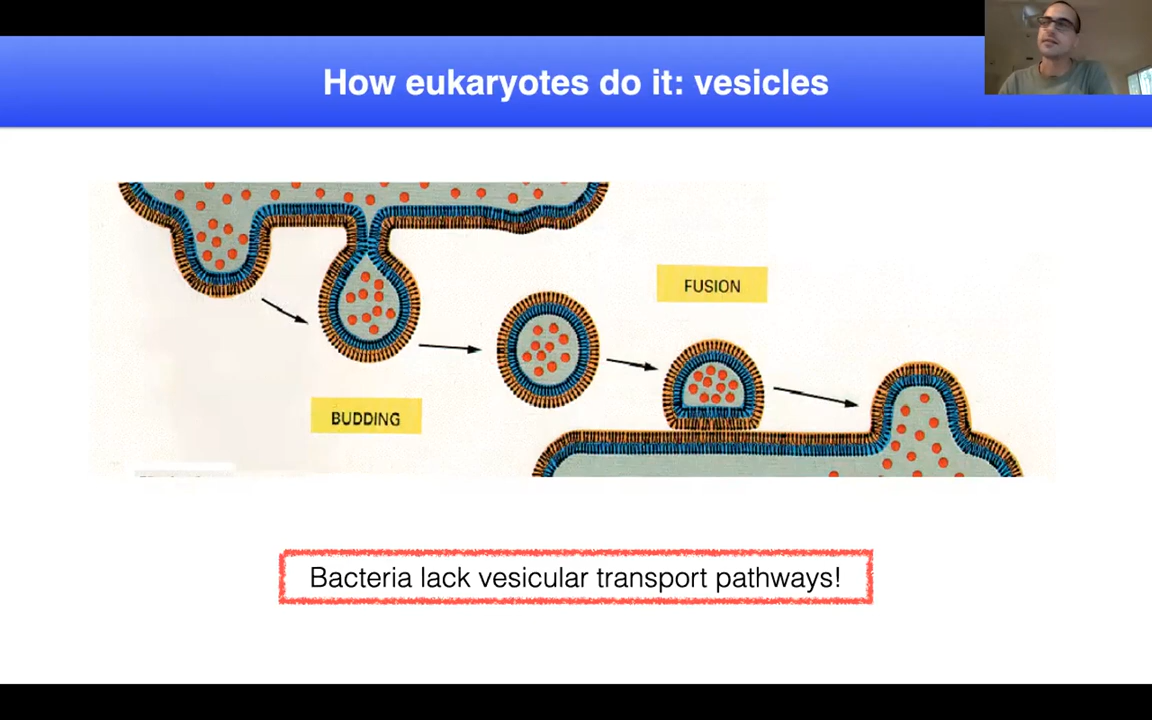 How eukaryotes do it: vesicles
FUSION
BUDDING
Bacteria lack vesicular transport pathways!